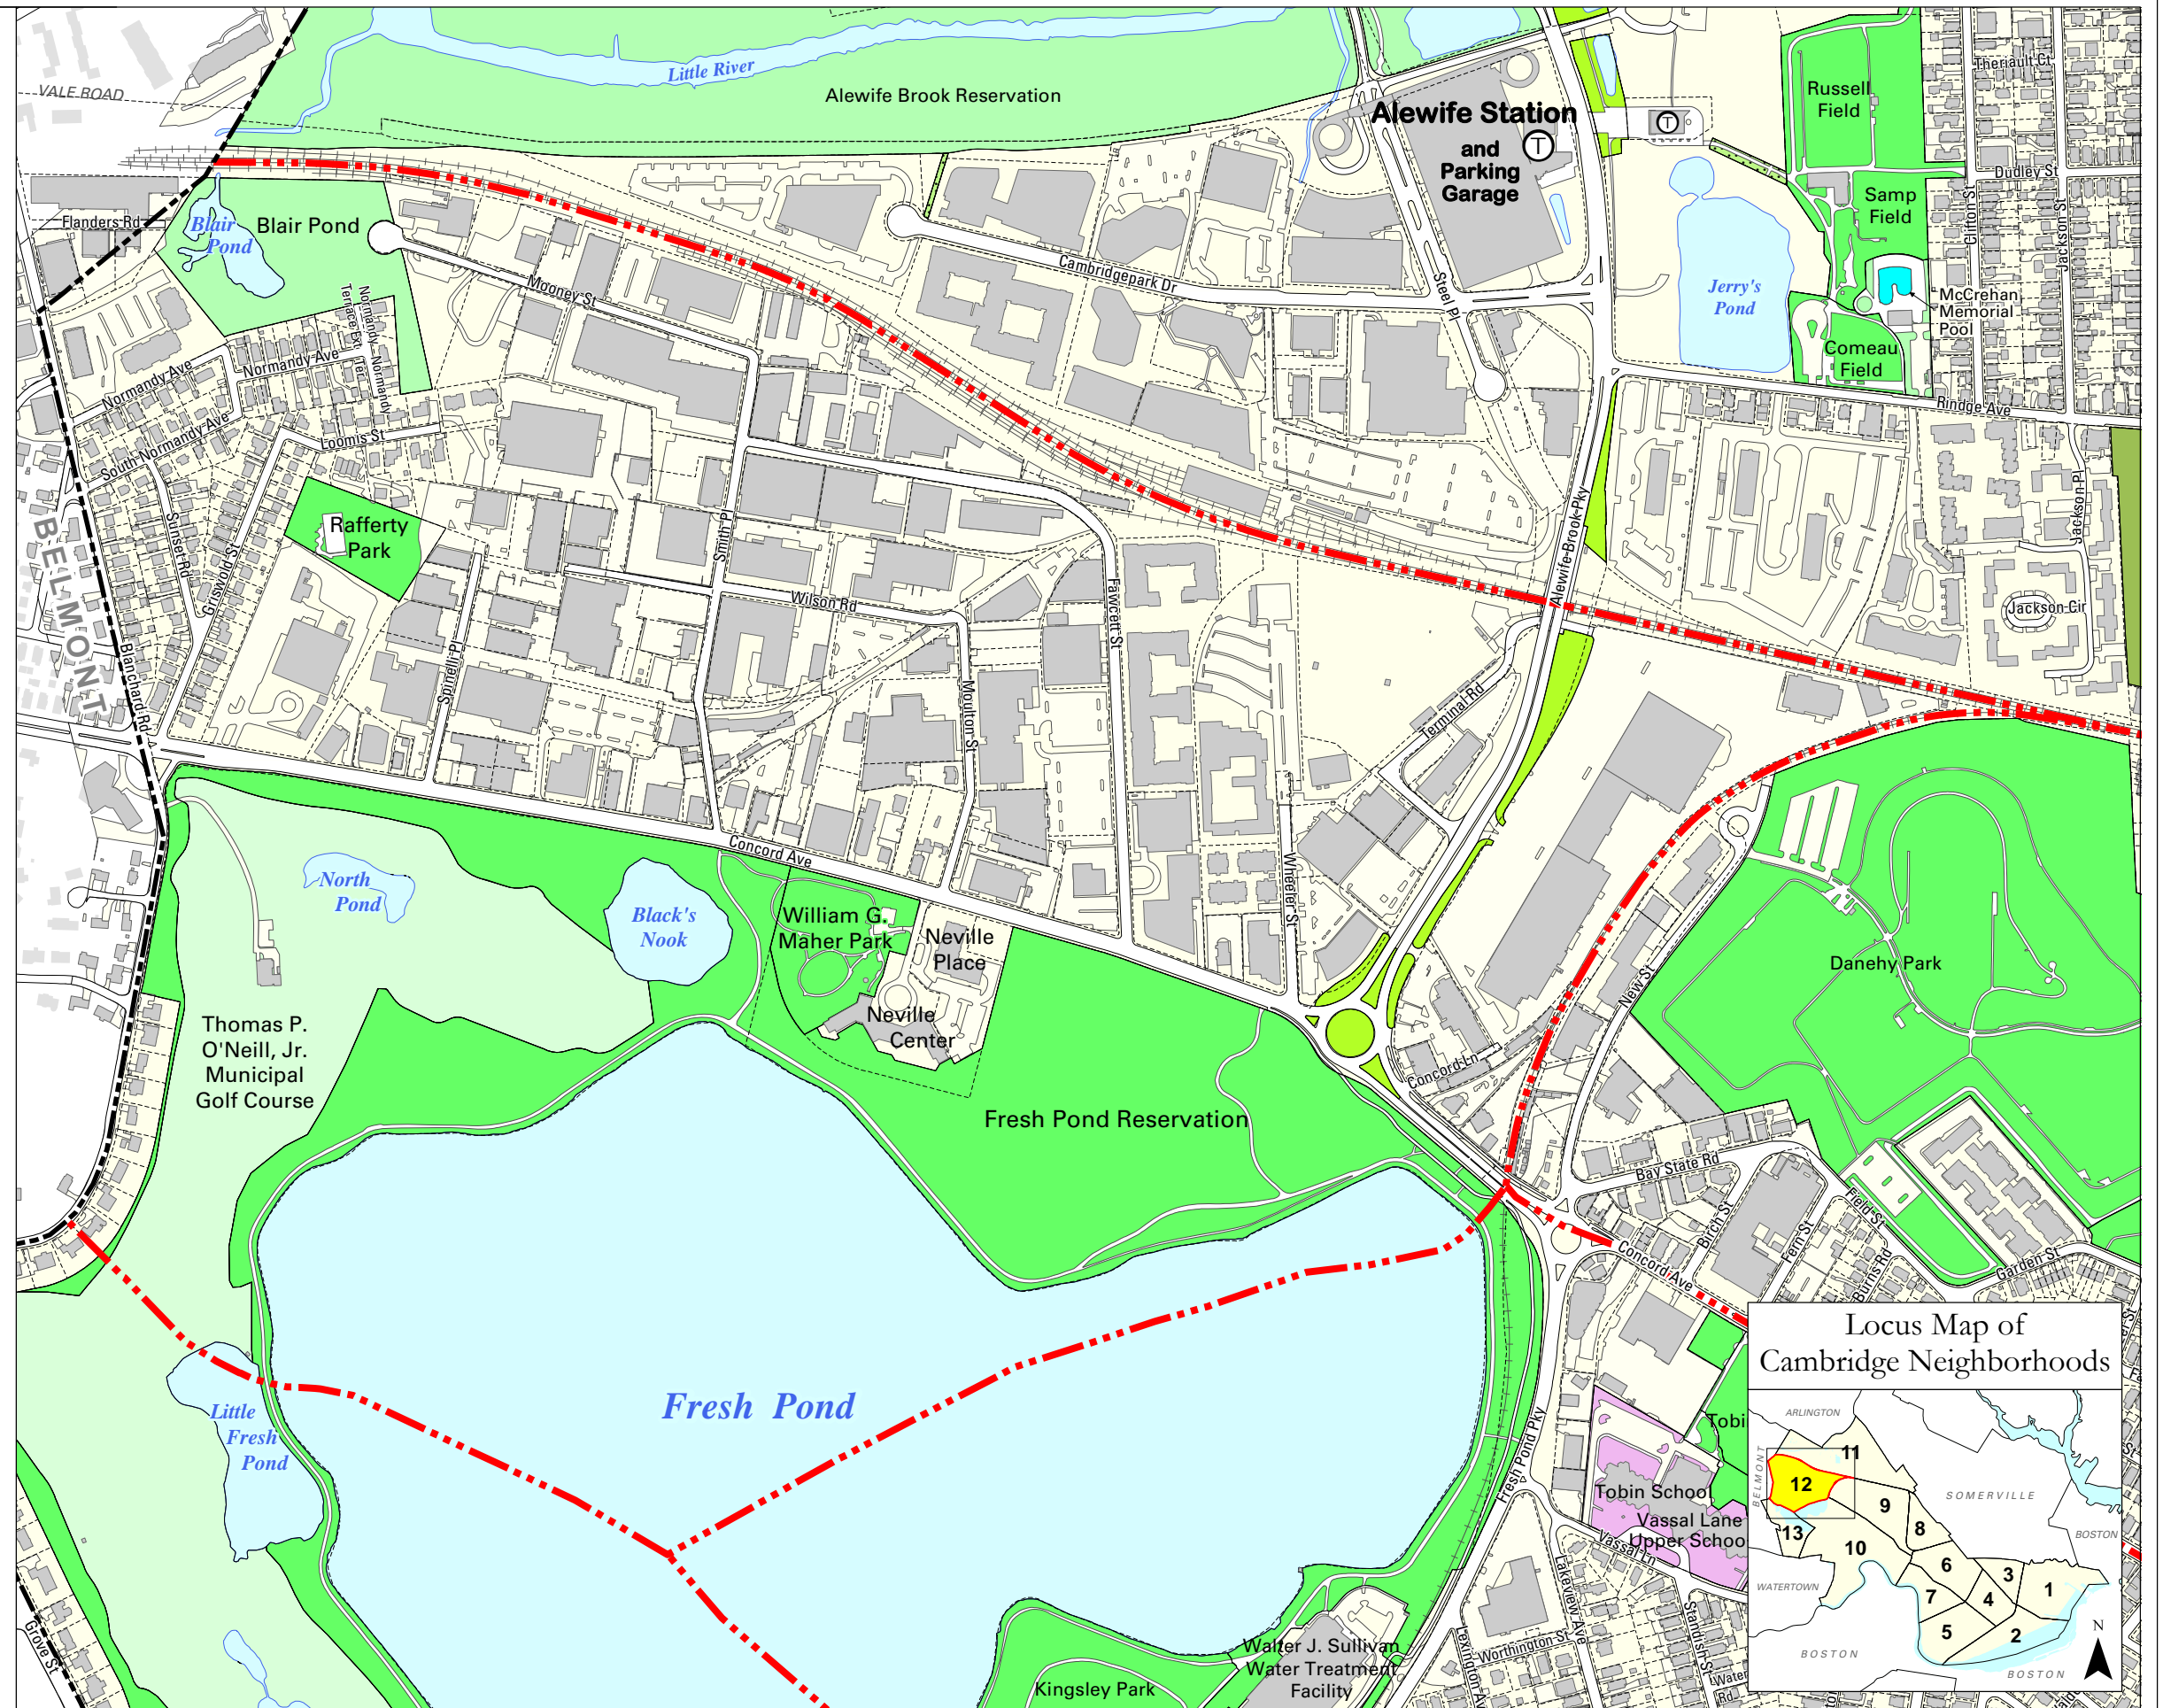 Little River
VALE ROAD
Alewife Brook Reservation
Alewife Station
and
Parking
Garage
T
T
Russell
Field
Theriault Ct
Dudley St
Samp
Field
Clifton St
Jackson St
Flanders Rd
Blair
Pond
Blair Pond
Mooney St
Cambridgepark Dr
Steel Pl
Jerry's
Pond
McCrehan
Memorial
Pool
Comeau
Field
Rindge Ave
Normandy Ave
Normandy Ave
Normandy
Terrace Ext
Normandy
Ter
Normandy
South Normandy Ave
Loomis St
Rafferty
Park
Sunset Rd
Griswold St
BELMONT
Blanchard Rd
Spinelli Pl
Smith Pl
Wilson Rd
Moulton St
Fawcett St
Alewife Brook Pky
Terminal Rd
Jackson Pl
Jackson Cir
Wheeler St
Concord Ave
North
Pond
Black's
Nook
William G.
Maher Park
Neville
Place
Neville
Center
Danehy Park
New St
Concord Ln
Thomas P.
O'Neill, Jr.
Municipal
Golf Course
Fresh Pond Reservation
Bay State Rd
Field St
Birch St
Fern St
Burns Rd
Garden St
Concord Ave
Fresh Pond
Little
Fresh
Pond
Fresh Pond Pky
Tobi
Tobin School
Vassal Lane
Upper Schoo
Vassal Ln
Lakeview Ave
Standish St
Worthington St
Lexington Av
Water
Rd
Walter J. Sullivan
Water Treatment
Facility
Kingsley Park
Grove St
Locus Map of
Cambridge Neighborhoods
ARLINGTON
BELMONT
SOMERVILLE
BOSTON
WATERTOWN
BOSTON
BOSTON
11
12
9
8
13
10
6
3
1
7
4
5
2
N